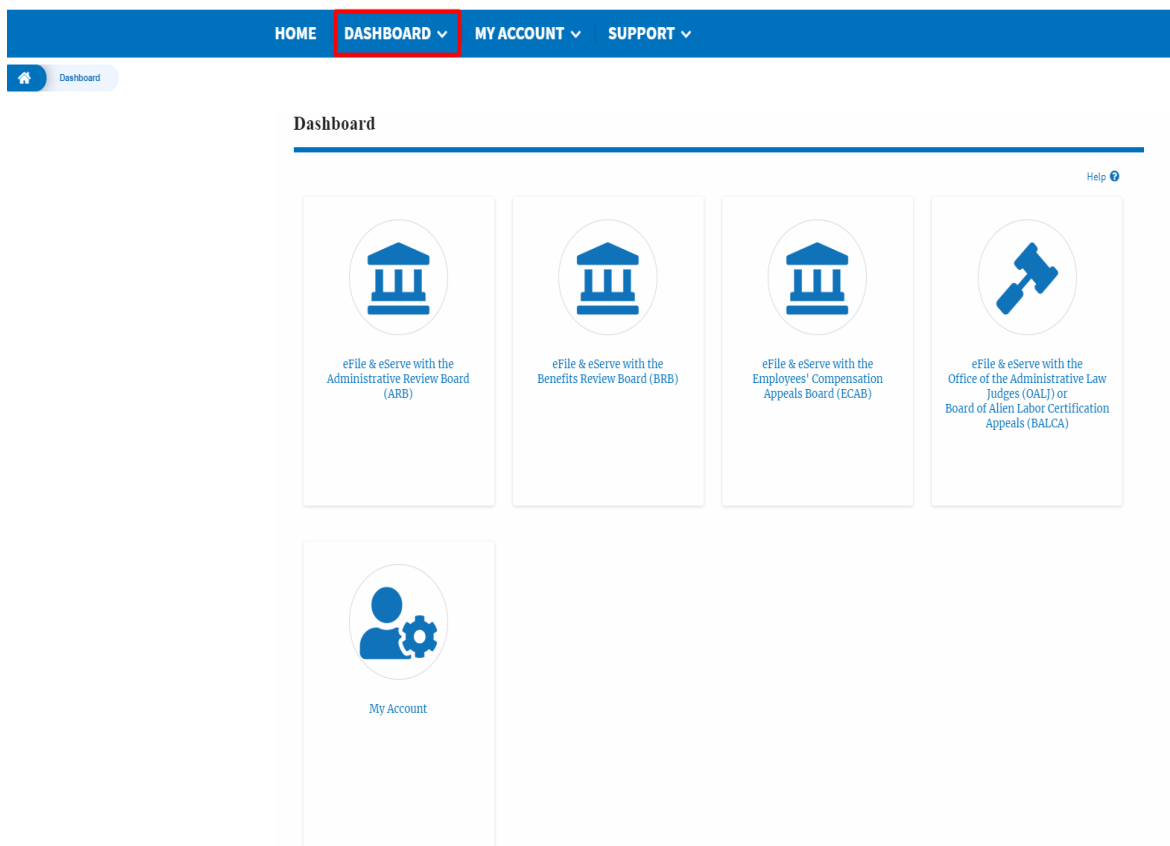 HOME DASHBOARD MY ACCOUNT SUPPORT
Dashboard
Dashboard
Help
eFile & eServe with the
Administrative Review Board
(ARB)
eFile & eServe with the
Benefits Review Board (BRB)
eFile & eServe with the
Employees' Compensation
Appeals Board (ECAB)
eFile & eServe with the
Office of the Administrative Law
Judges (OALJ) or
Board of Alien Labor Certification
Appeals (BALCA)
My Account